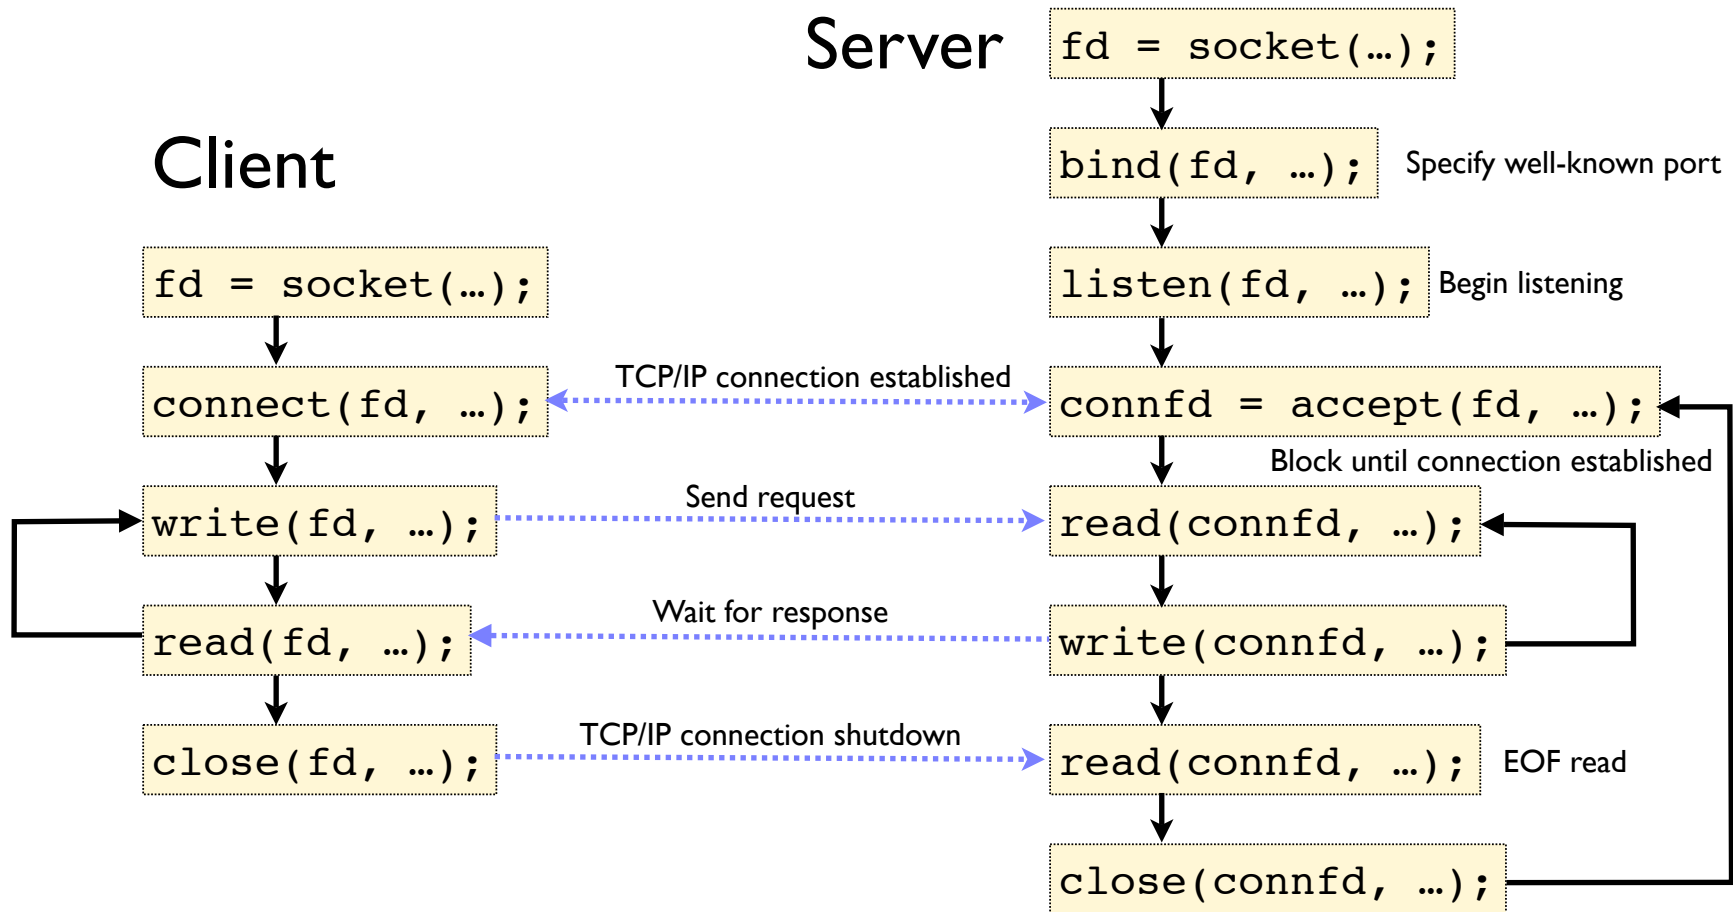 Server
fd = socket(…);
bind(fd, …);
Specify well-known port
listen(fd, …);
Begin listening
connfd = accept(fd, …);
Block until connection established
read(connfd, …);
write(connfd, …);
read(connfd, …);
EOF read
close(connfd, …);
Client
fd = socket(…);
connect(fd, …);
write(fd, …);
read(fd, …);
close(fd, …);
TCP/IP connection established
Send request
Wait for response
TCP/IP connection shutdown